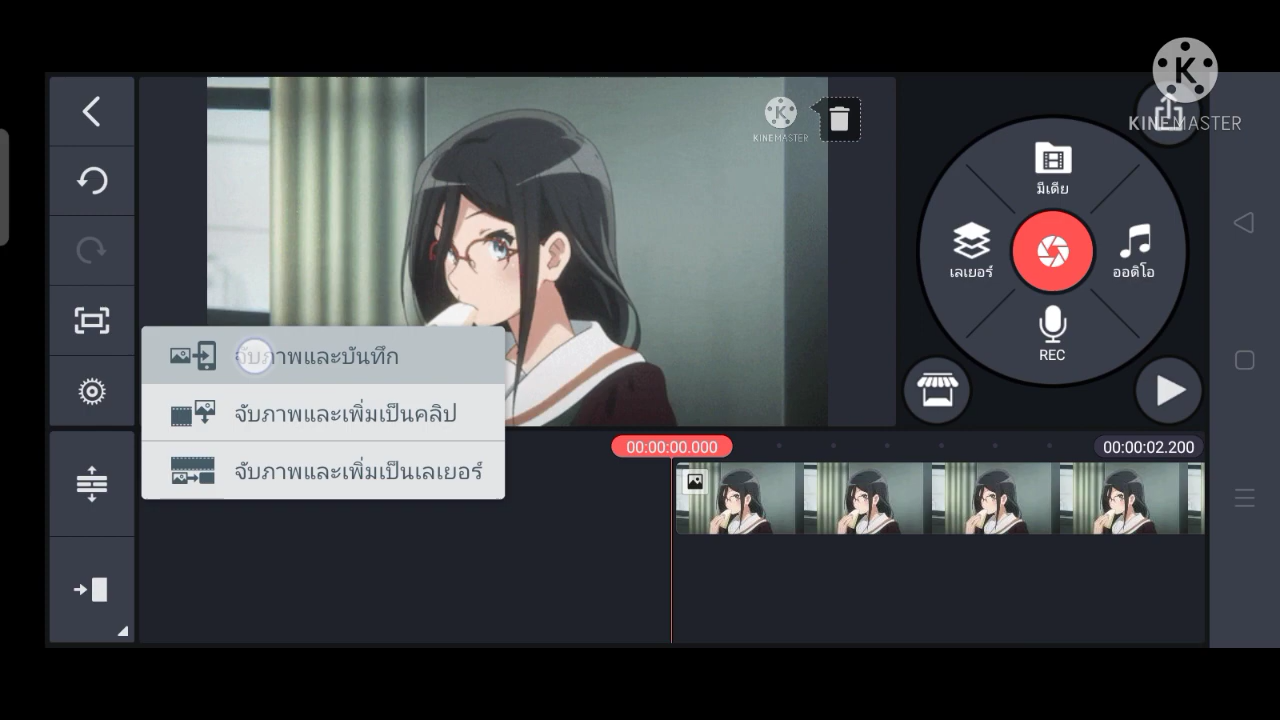 KINEMASTER
KINEMASTER
มีเดีย
เลเยอร์
ออดิโอ
REC
จับภาพและบันทึก
จับภาพและเพิ่มเป็นคลิป
จับภาพและเพิ่มเป็นเลเยอร์
00:00:00.000
00:00:02.200